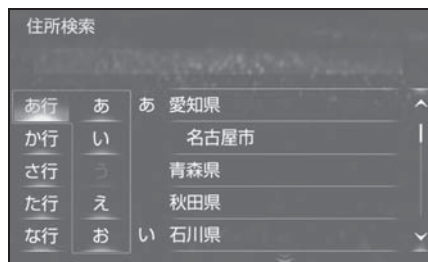 住所検索
あ行 あ あ 愛知県
か行 い 名古屋市
さ行 う 青森県
た行 え 秋田県
な行 お い 石川県